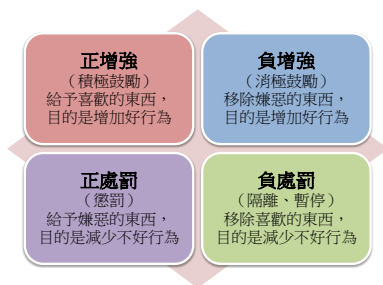 正增強
（積極鼓勵）
給予喜歡的東西，
目的是增加好行為
負增強
（消極鼓勵）
移除嫌惡的東西，
目的是增加好行為
正處罰
（懲罰）
給予嫌惡的東西，
目的是減少不好行為
負處罰
（隔離、暫停）
移除喜歡的東西，
目的是減少不好行為